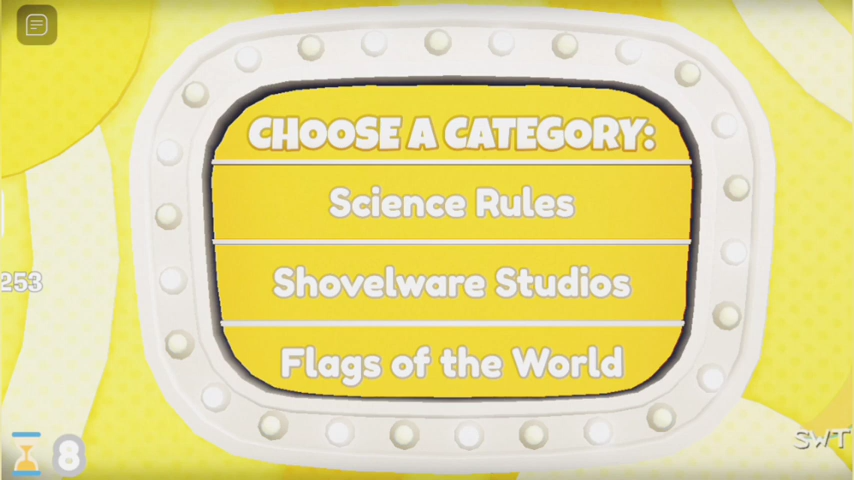 CHOOSE A CATEGORY:
Science Rules
Shovelware Studios
253
Flags of the World
8
SWT